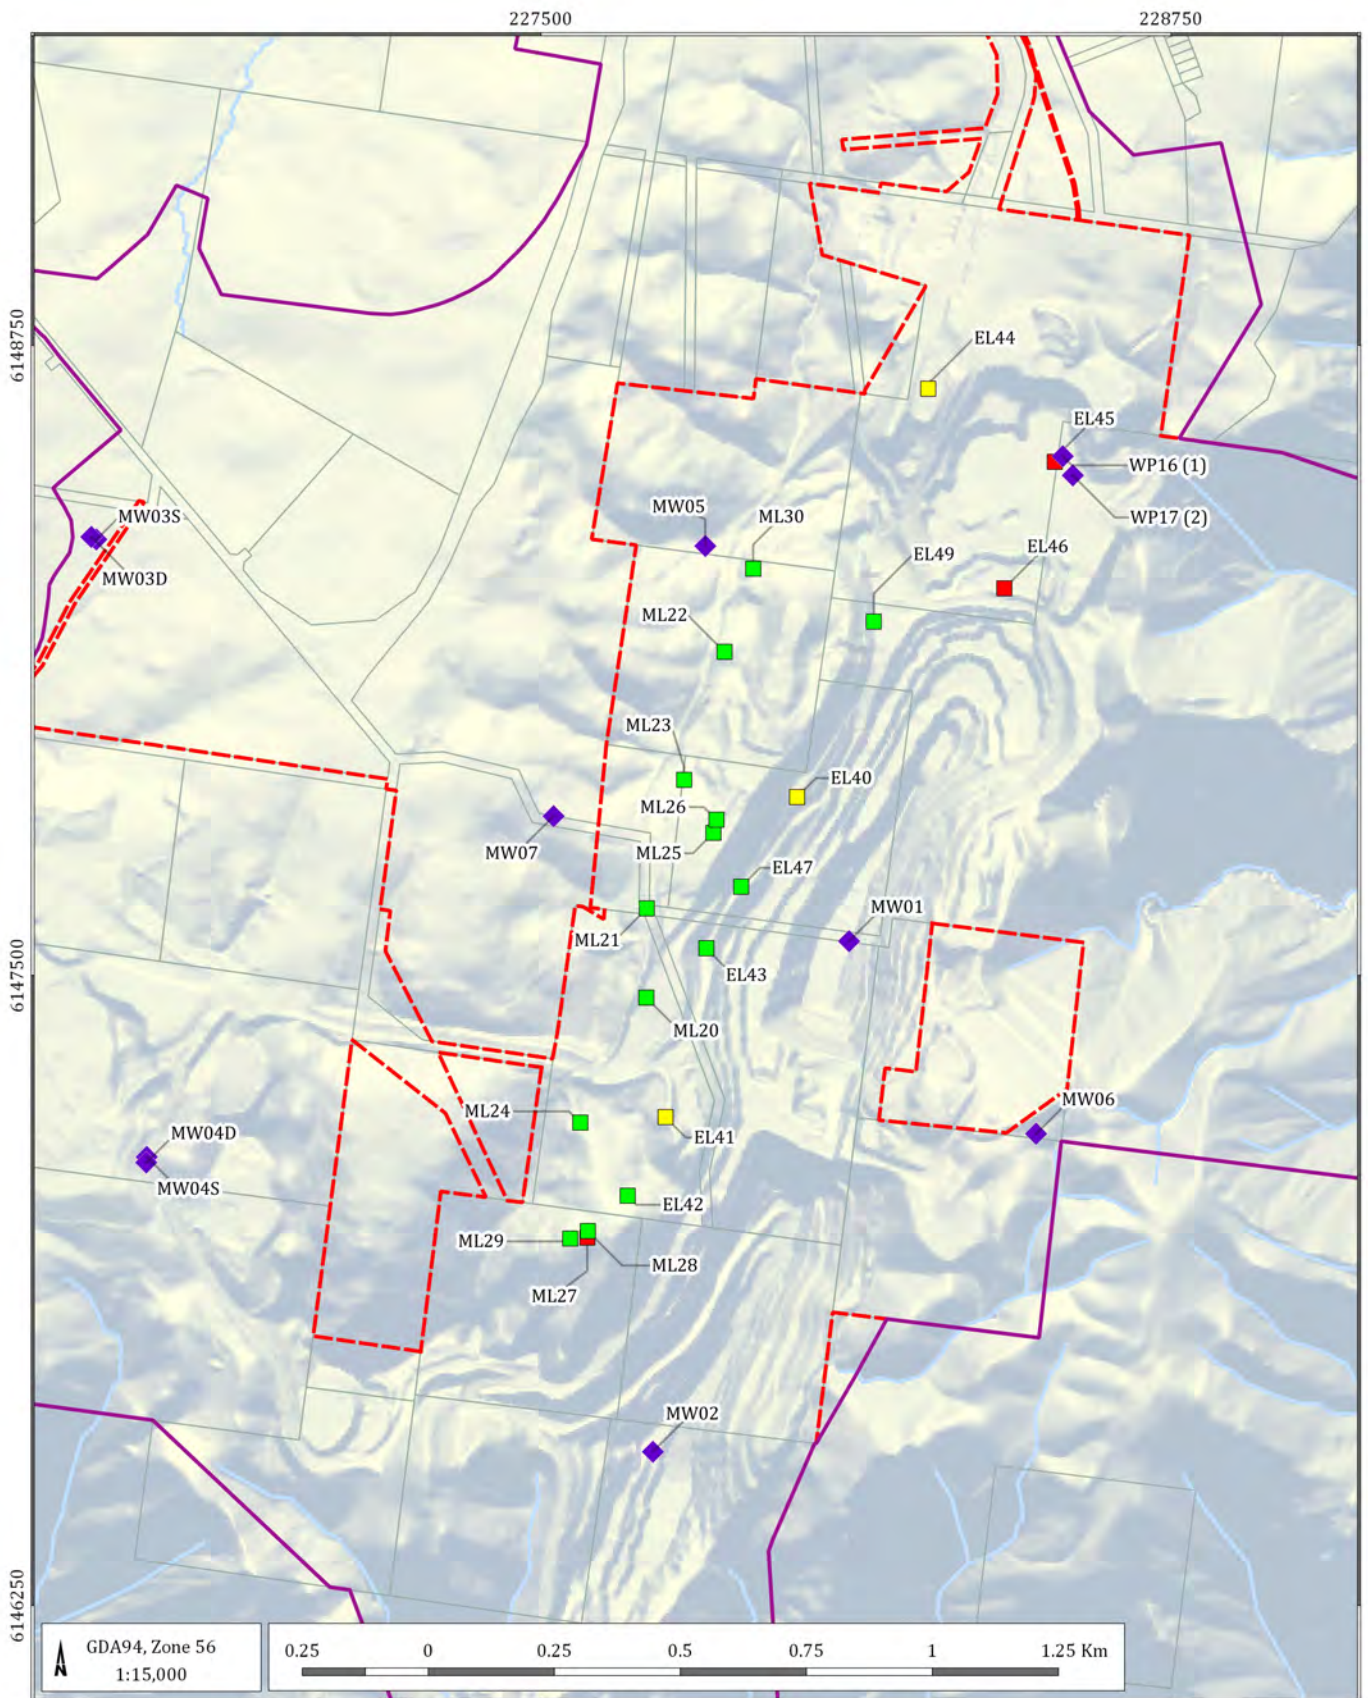 227500
228750
6148750
6147500
6146250
EL44
EL45
WP16 (1)
WP17 (2)
MW03S
MW03D
MW05
ML30
EL49
EL46
ML22
ML23
EL40
ML26
ML25
MW07
EL47
ML21
MW01
EL43
ML20
ML24
EL41
MW06
MW04D
MW04S
EL42
ML29
ML28
ML27
MW02
N
GDA94, Zone 56
1:15,000
0.25 0 0.25 0.5 0.75 1 1.25 Km